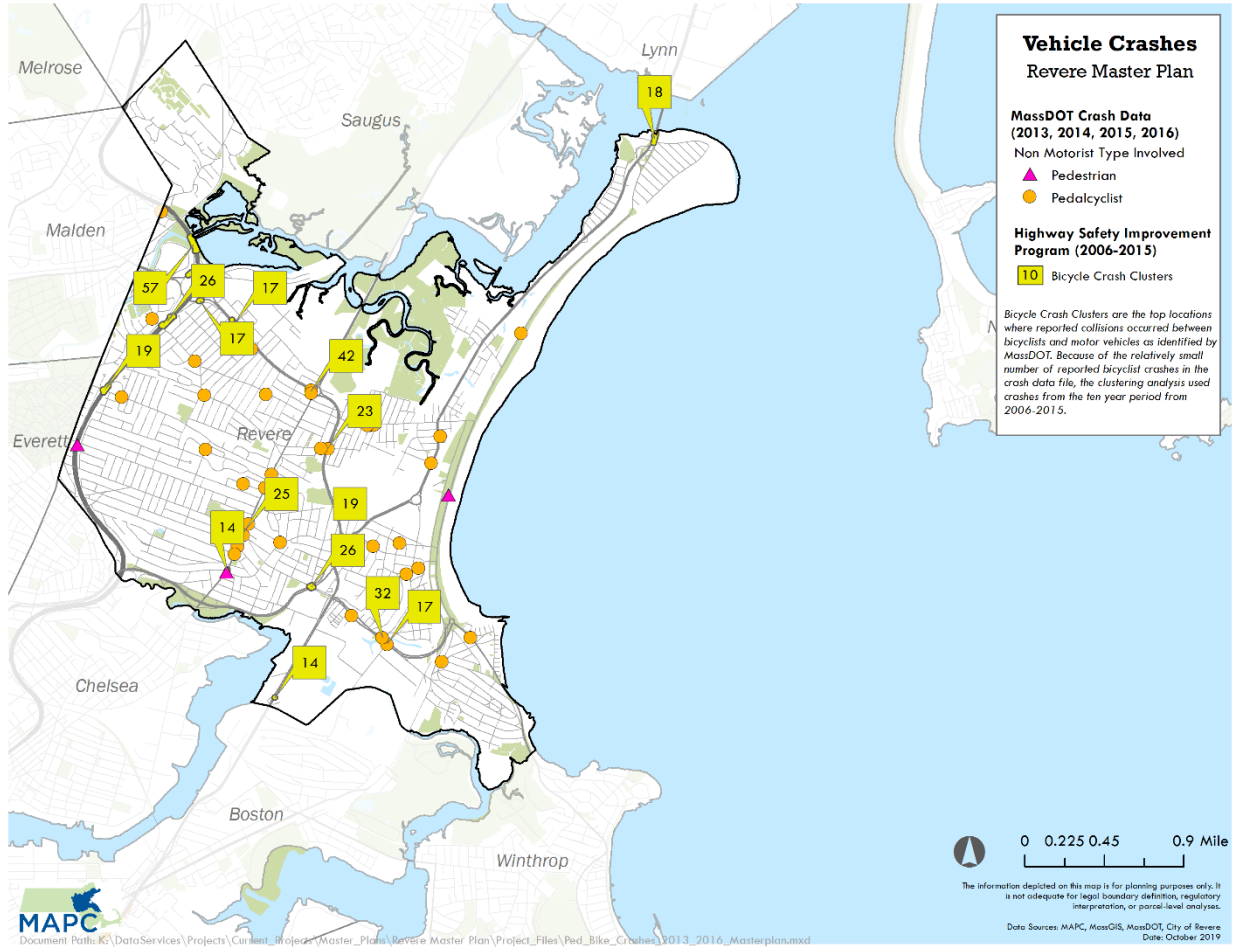 Vehicle Crashes
Revere Master Plan
MassDOT Crash Data
(2013, 2014, 2015, 2016)
Non Motorist Type Involved
Pedestrian
Pedalcyclist
Highway Safety Improvement
Program (2006-2015)
10 Bicycle Crash Clusters
Bicycle Crash Clusters are the top locations
where reported collisions occurred between
bicyclists and motor vehicles as identified by
MassDOT. Because of the relatively small
number of reported bicyclist crashes in the
crash data file, the clustering analysis used
crashes from the ten year period from
2006-2015.
Lynn
Melrose
18
Saugus
Malden
57
26
17
17
19
42
23
Everett
Revere
25
19
14
26
32
17
14
Chelsea
Boston
Winthrop
N
0 0.225 0.45 0.9 Mile
The information depicted on this map is for planning purposes only. It
is not adequate for legal boundary definition, regulatory
interpretation, or parcel-level analyses.
Data Sources: MAPC, MassGIS, MassDOT, City of Revere
Date: October 2019
MAPC
Document Path: K:\DataServices\Projects\Current_Projects\Master_Plans\Revere Master Plan\Project_Files\Ped_Bike_Crashes_2013_2016_Masterplan.mxd